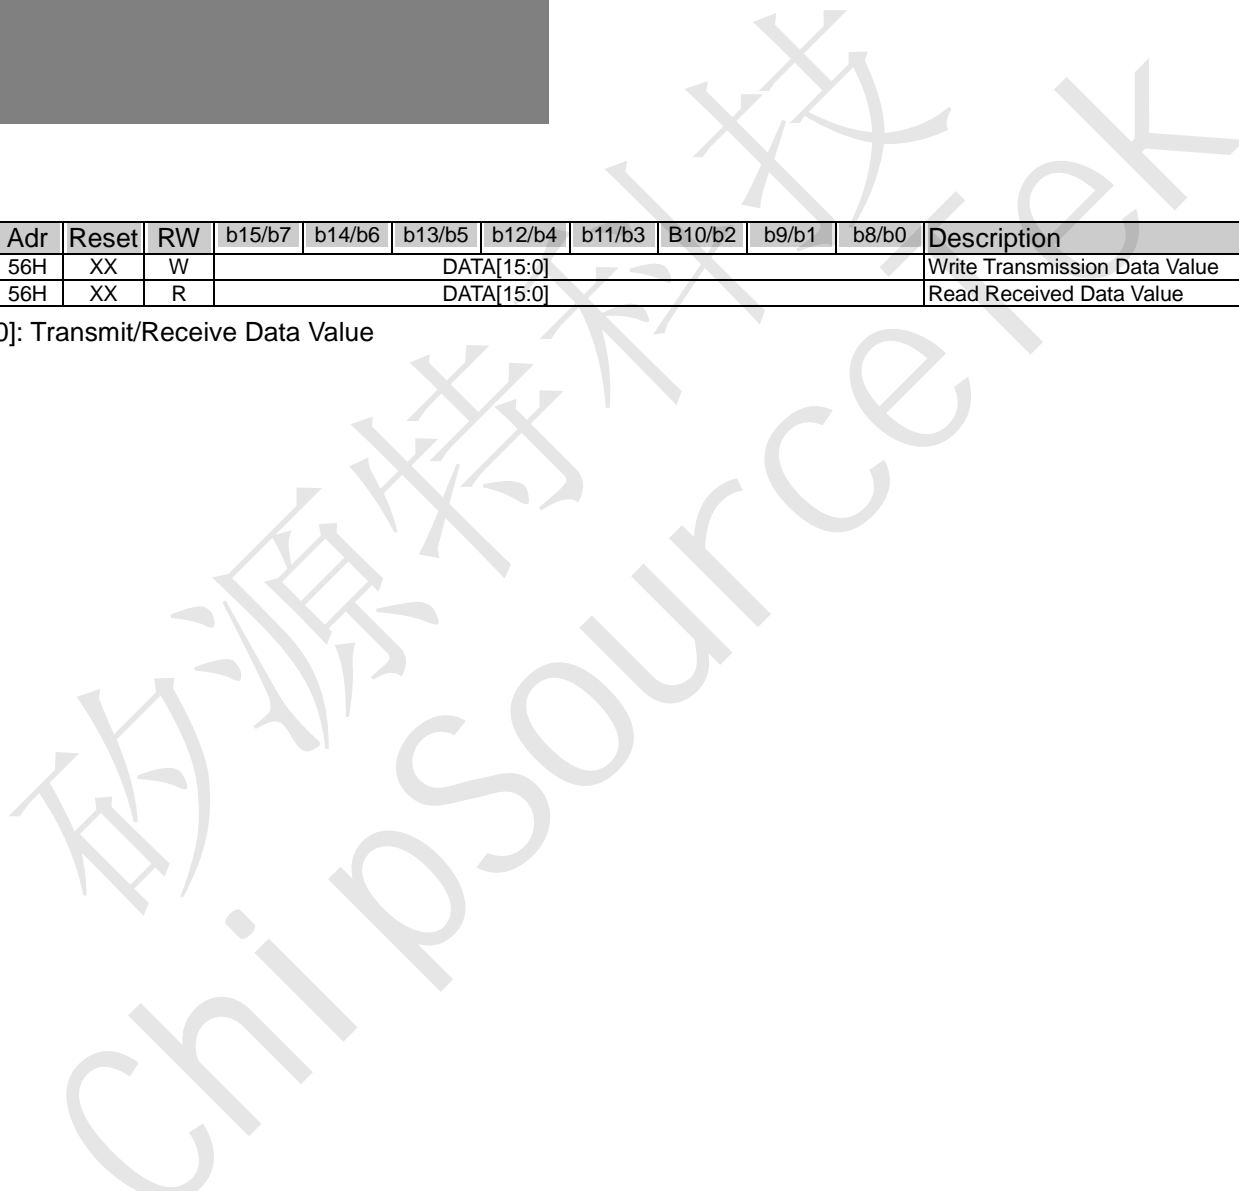 Adr Reset RW b15/b7 b14/b6 b13/b5 b12/b4 b11/b3 B10/b2 b9/b1 b8/b0 Description
56H XX W DATA[15:0] Write Transmission Data Value
56H XX R DATA[15:0] Read Received Data Value
0]: Transmit/Receive Data Value
矽源特科技
ChipSourceTek